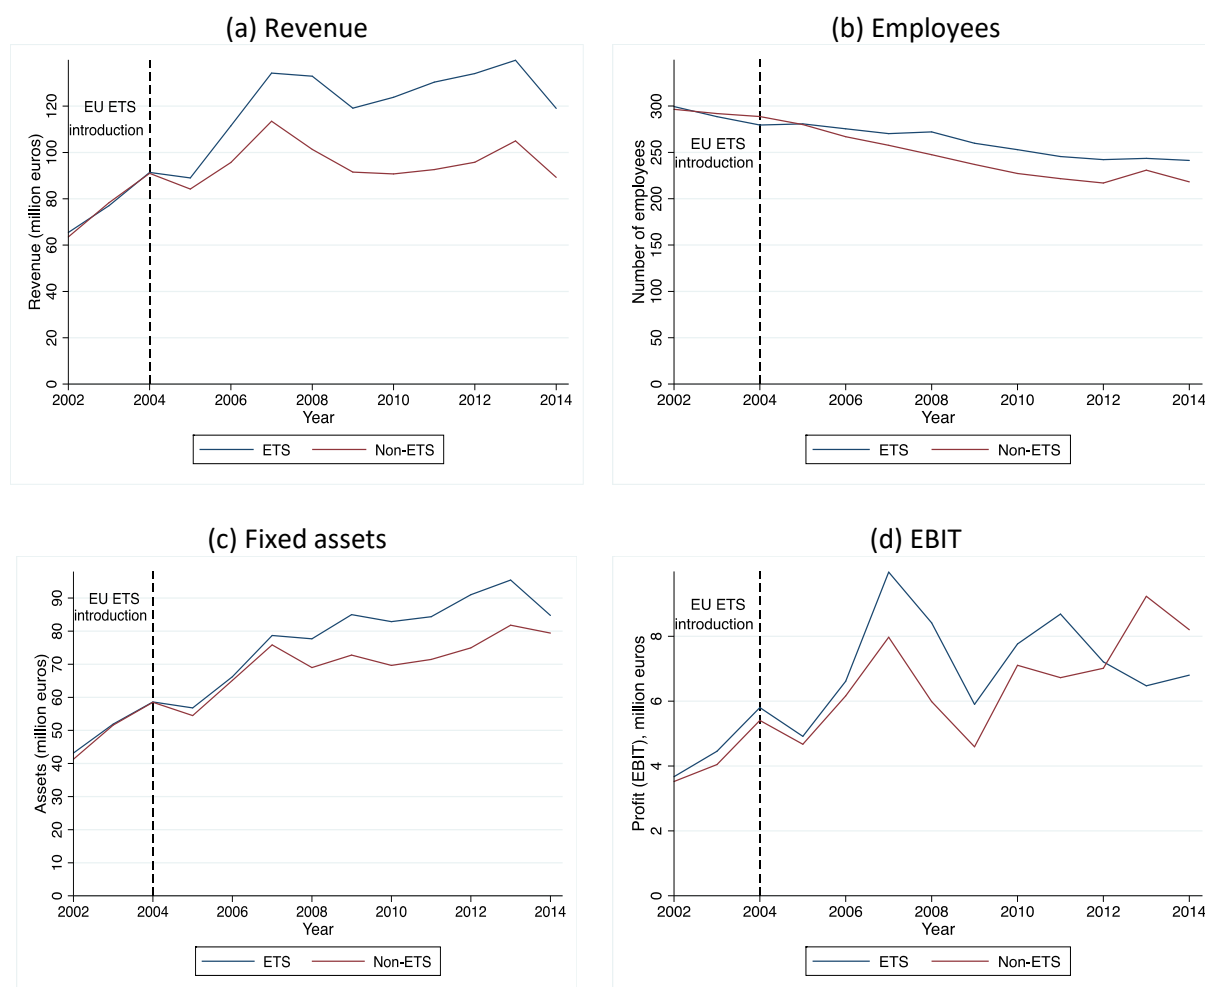 (a) Revenue
Revenue (million euros)
0
20
40
60
80
100
120
EU ETS
introduction
2002 2004 2006 2008 2010 2012 2014
Year
ETS Non-ETS
(b) Employees
Number of employees
0
50
100
150
200
250
300
EU ETS
introduction
2002 2004 2006 2008 2010 2012 2014
Year
ETS Non-ETS
(c) Fixed assets
Assets (million euros)
0
10
20
30
40
50
60
70
80
90
EU ETS
introduction
2002 2004 2006 2008 2010 2012 2014
Year
ETS Non-ETS
(d) EBIT
Profit (EBIT), million euros
0
2
4
6
8
EU ETS
introduction
2002 2004 2006 2008 2010 2012 2014
Year
ETS Non-ETS